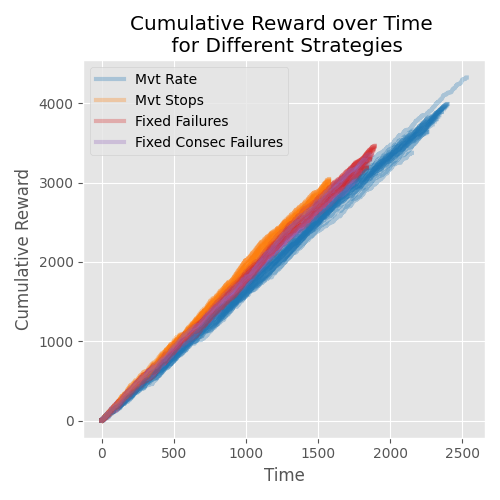 Cumulative Reward over Time
for Different Strategies
Mvt Rate
Mvt Stops
Fixed Failures
Fixed Consec Failures
Cumulative Reward
4000
3000
2000
1000
0
0 500 1000 1500 2000 2500
Time